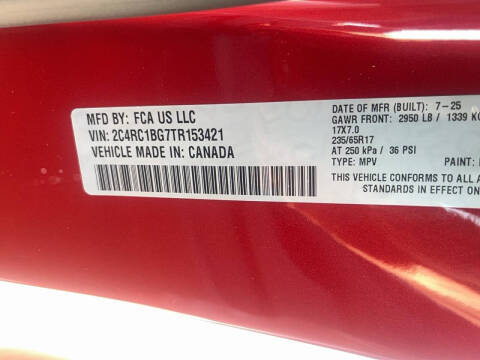 MFD BY: FCA US LLC
VIN: 2C4RC1BG7TR153421
VEHICLE MADE IN: CANADA
DATE OF MFR (BUILT): 7-25
GAWR FRONT: 2950 LB / 1339 K
17X7.0
235/65R17
AT 250 kPa / 36 PSI
TYPE: MPV PAINT:
THIS VEHICLE CONFORMS TO ALL A
STANDARDS IN EFFECT ON